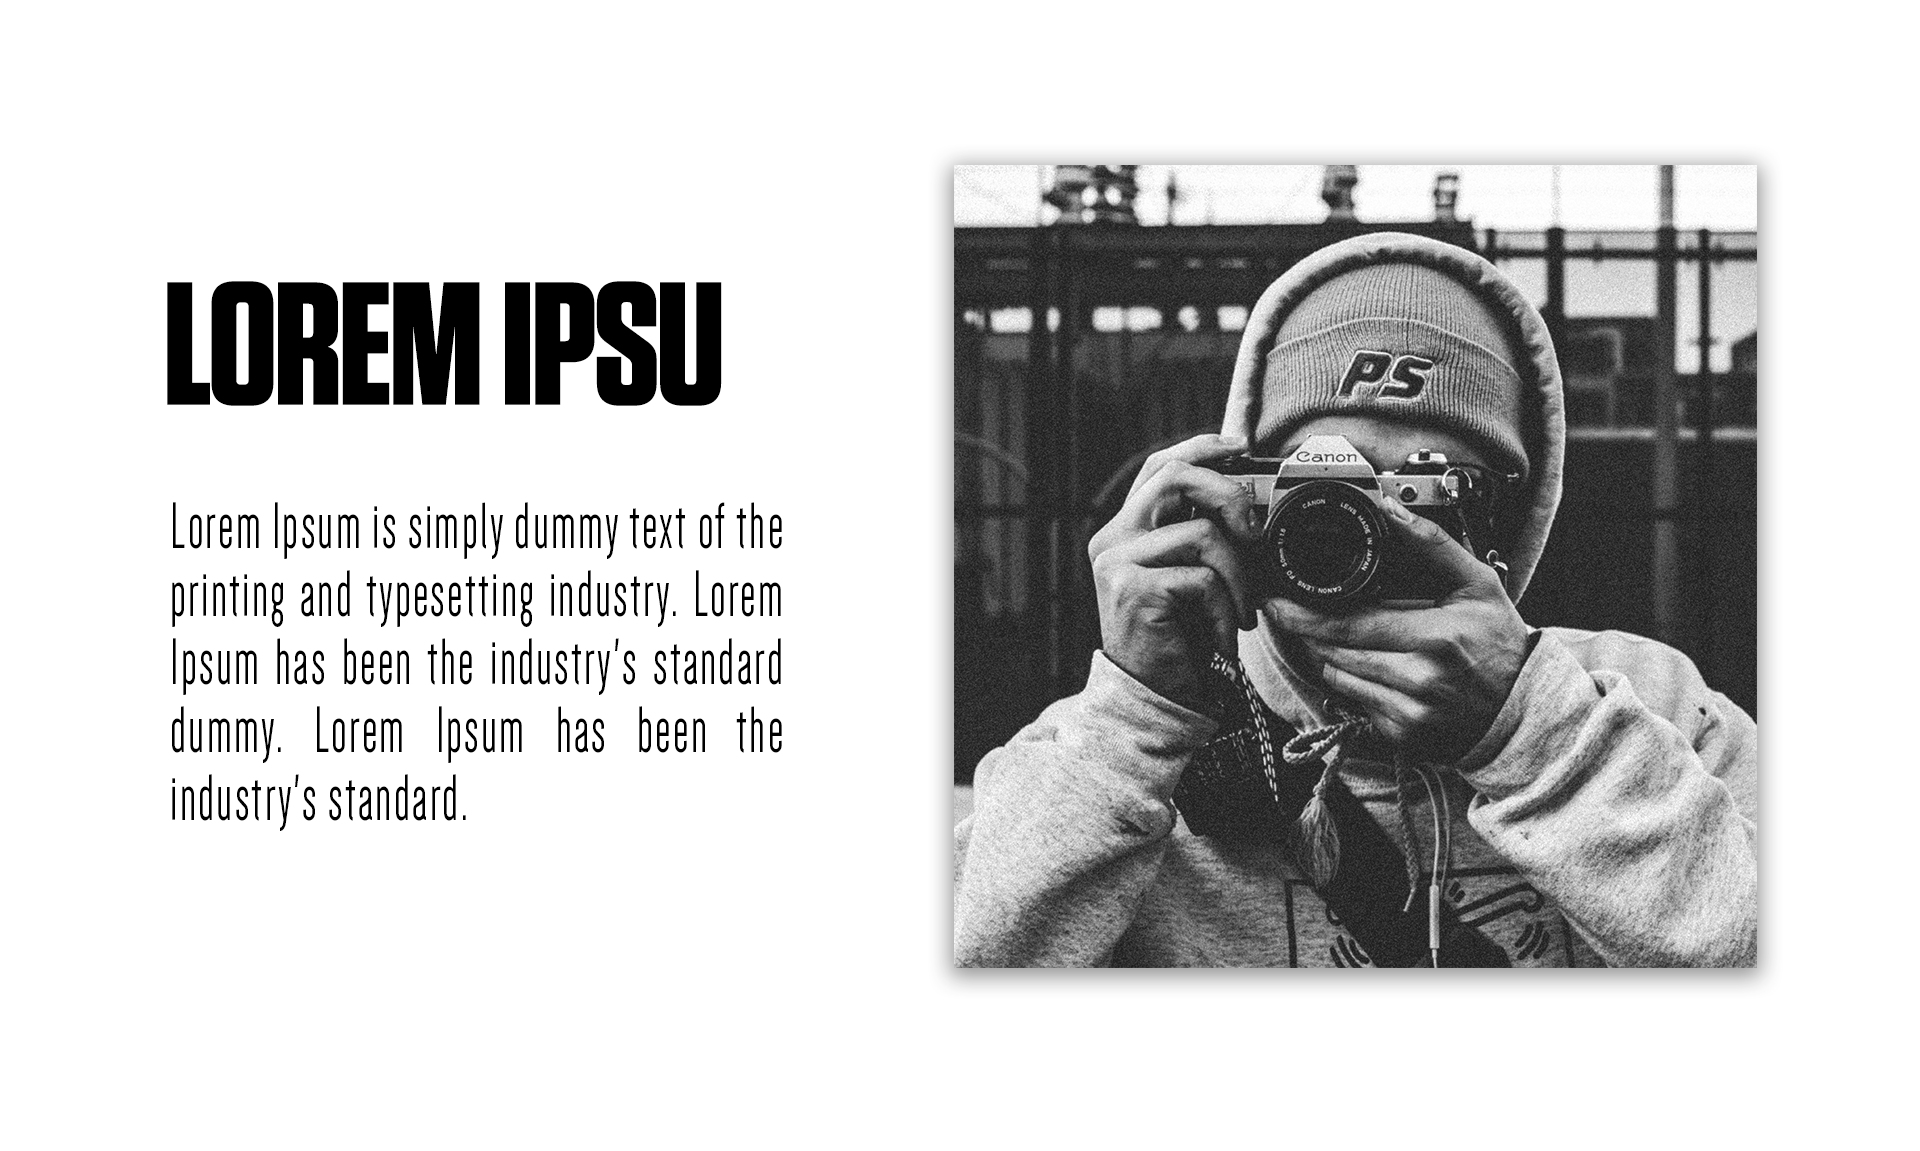 LOREM IPSU
Lorem Ipsum is simply dummy text of the
printing and typesetting industry. Lorem
Ipsum has been the industry's standard
dummy. Lorem Ipsum has been the
industry's standard.
PS
Canon
CANON LENS MADE IN JAPAN
CANON LENS FD 50mm 1:1.8